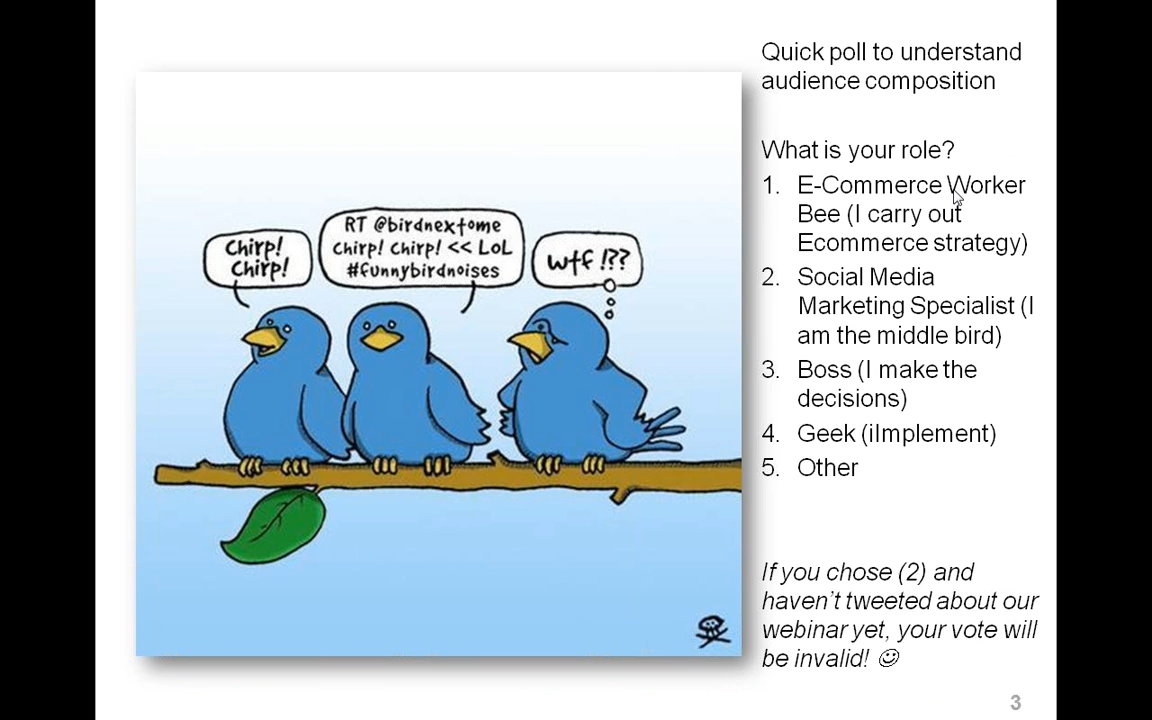 Quick poll to understand
audience composition
What is your role?
1. E-Commerce Worker
Bee (I carry out
Ecommerce strategy)
2. Social Media
Marketing Specialist (I
am the middle bird)
3. Boss (I make the
decisions)
4. Geek (iImplement)
5. Other
If you chose (2) and
haven't tweeted about our
webinar yet, your vote will
be invalid! ☺
Chirp!
Chirp!
RT @birdnextome
chirp! chirp! << LoL
#funnybirdnoises
wtf !??
3